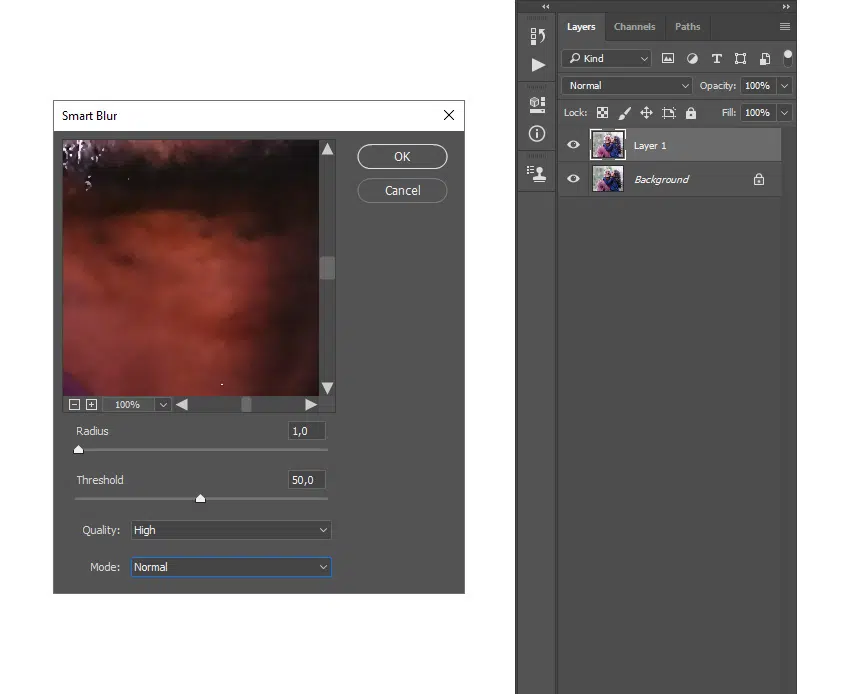 Smart Blur
OK
Cancel
100%
Radius
1,0
Threshold
50,0
Quality: High
Mode: Normal
Layers Channels Paths
Kind
Normal Opacity: 100%
Lock: Fill: 100%
Layer 1
Background